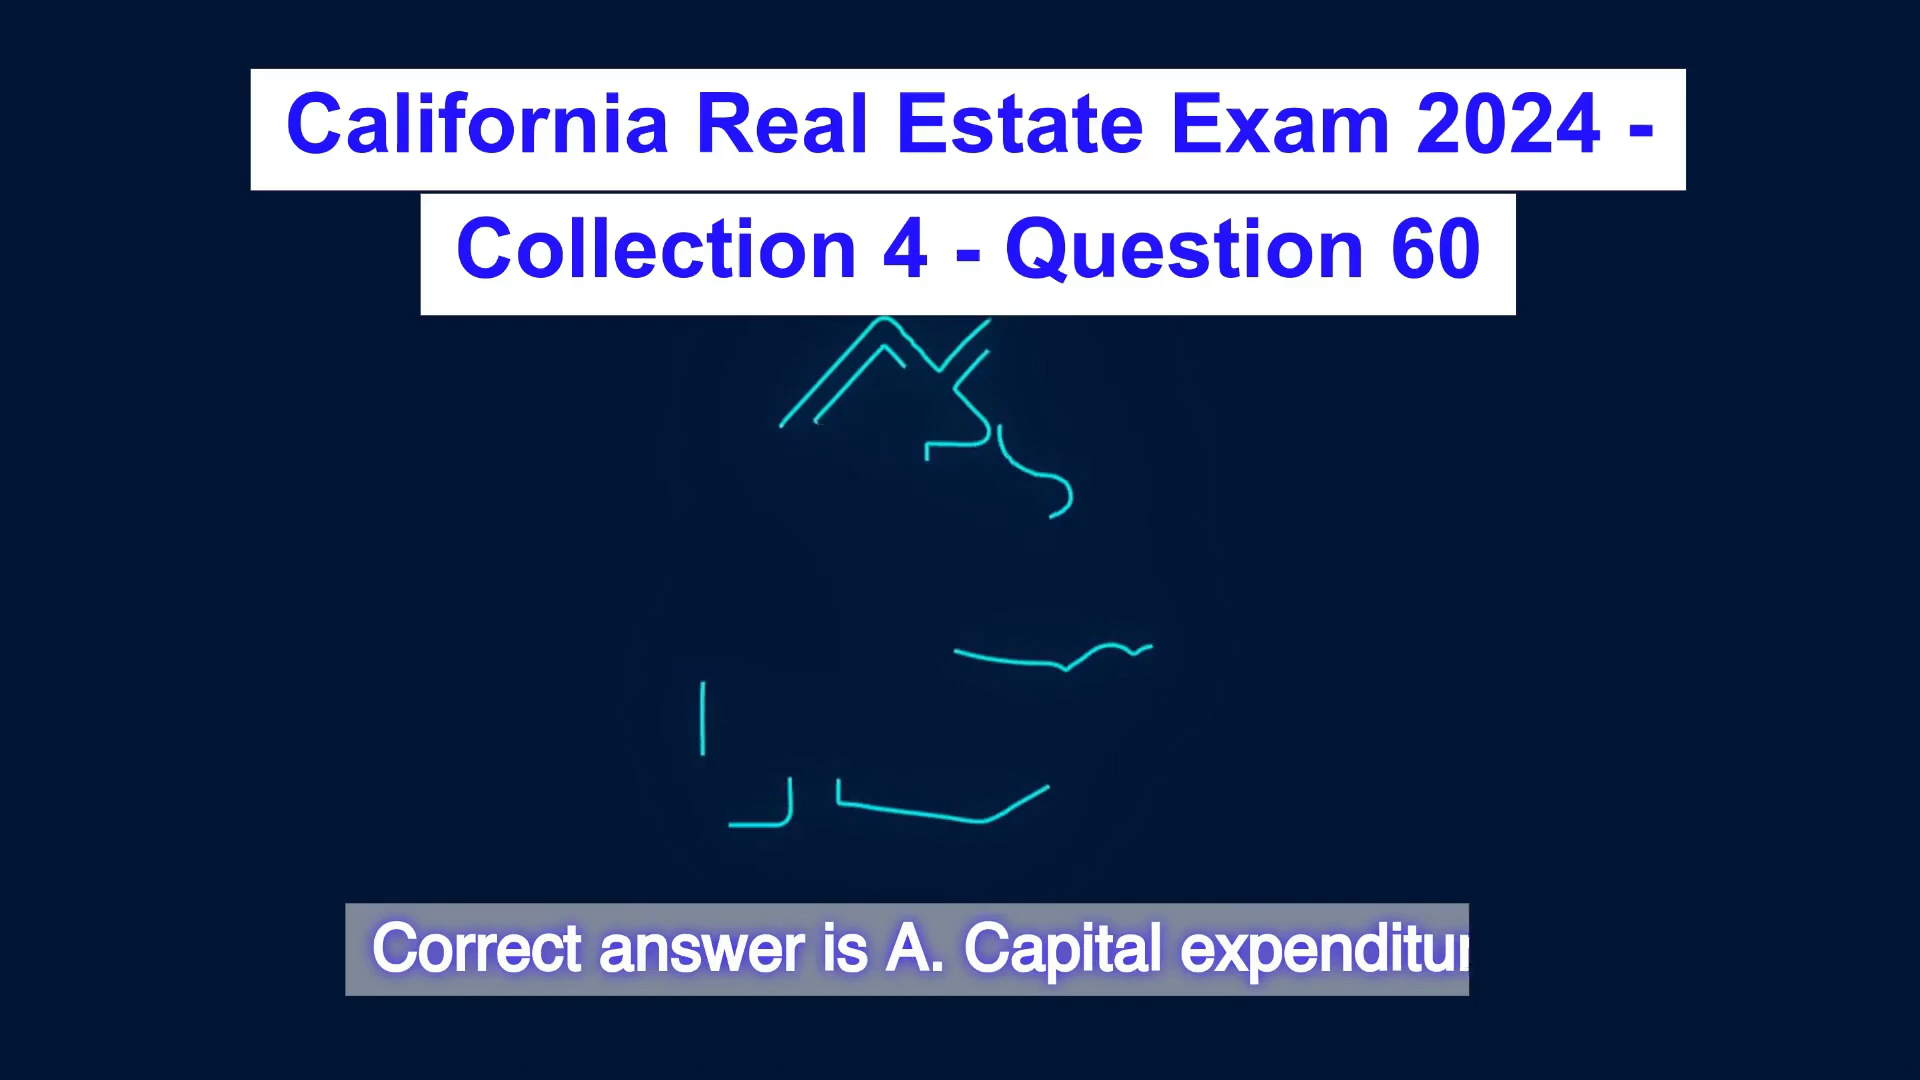 California Real Estate Exam 2024 -
Collection 4 - Question 60
Correct answer is A. Capital